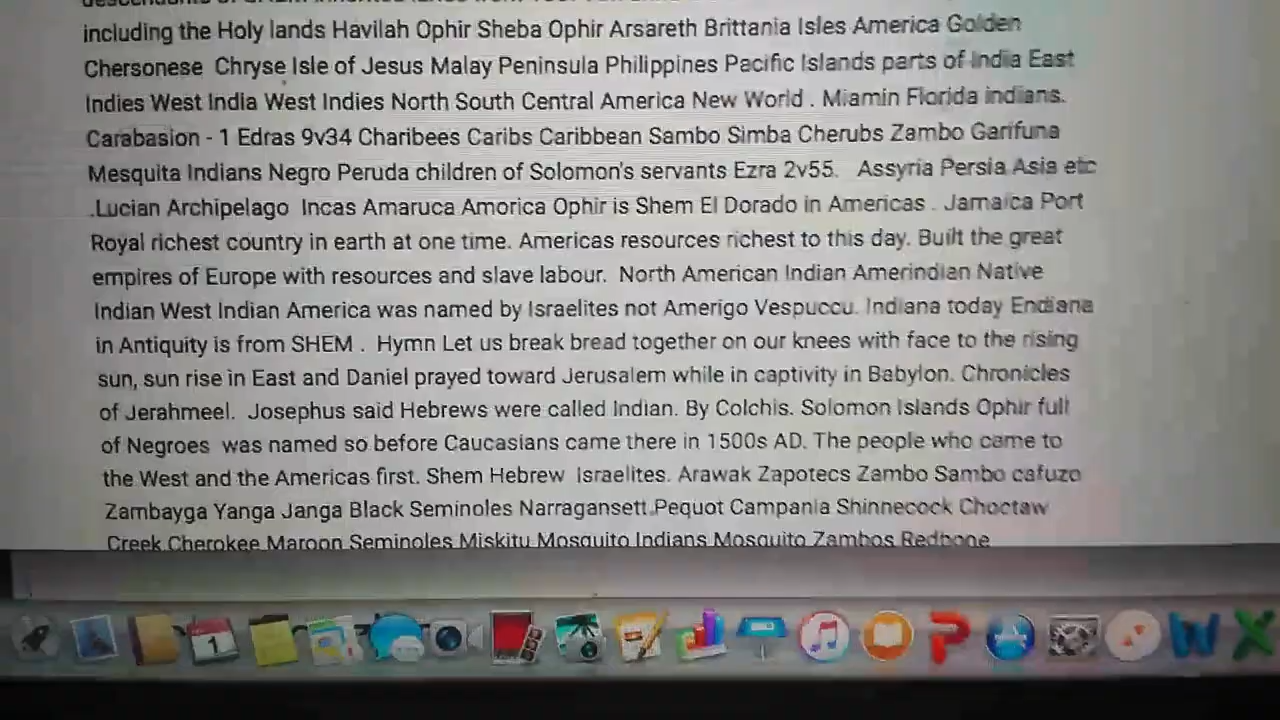 including the Holy lands Havilah Ophir Sheba Ophir Arsareth Brittania Isles America Golden
Chersonese Chryse Isle of Jesus Malay Peninsula Philippines Pacific Islands parts of India East
Indies West India West Indies North South Central America New World . Miamin Florida indians.
Carabasion - 1 Edras 9v34 Charibees Caribs Caribbean Sambo Simba Cherubs Zambo Garifuna
Mesquita Indians Negro Peruda children of Solomon's servants Ezra 2v55. Assyria Persia Asia etc
.Lucian Archipelago Incas Amaruca Amorica Ophir is Shem El Dorado in Americas . Jamaica Port
Royal richest country in earth at one time. Americas resources richest to this day. Built the great
empires of Europe with resources and slave labour. North American Indian Amerindian Native
Indian West Indian America was named by Israelites not Amerigo Vespuccu. Indiana today Endiana
in Antiquity is from SHEM . Hymn Let us break bread together on our knees with face to the rising
sun, sun rise in East and Daniel prayed toward Jerusalem while in captivity in Babylon. Chronicles
of Jerahmeel. Josephus said Hebrews were called Indian. By Colchis. Solomon Islands Ophir full
of Negroes was named so before Caucasians came there in 1500s AD. The people who came to
the West and the Americas first. Shem Hebrew Israelites. Arawak Zapotecs Zambo Sambo cafuzo
Zambayga Yanga Janga Black Seminoles Narragansett.Pequot Campania Shinnecock Choctaw
Creek Cherokee Maroon Seminoles Miskitu Mosquito Indians Mosquito Zambos Redbone
1